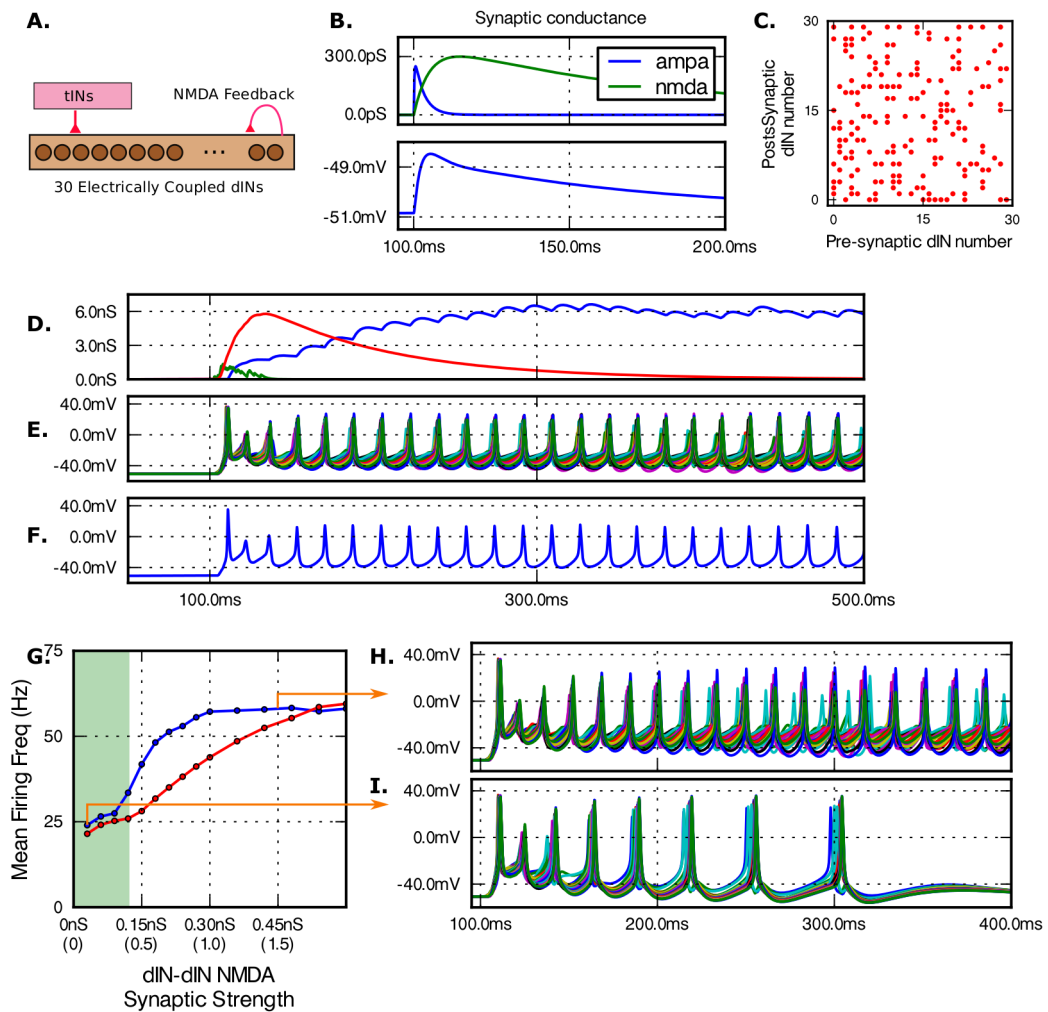 A.
tINs
NMDA Feedback
...
30 Electrically Coupled dINs
B.
Synaptic conductance
300.0pS
0.0pS
ampa
nmda
-49.0mV
-51.0mV
100.0ms
150.0ms
200.0ms
C.
PostsSynaptic
dIN number
30
15
0
0
15
30
Pre-synaptic dIN number
D.
6.0nS
3.0nS
0.0nS
E.
40.0mV
0.0mV
-40.0mV
F.
40.0mV
0.0mV
-40.0mV
100.0ms
300.0ms
500.0ms
G.
Mean Firing Freq (Hz)
75
50
25
0
0nS
(0)
0.15nS
(0.5)
0.30nS
(1.0)
0.45nS
(1.5)
dIN-dIN NMDA
Synaptic Strength
H.
40.0mV
0.0mV
-40.0mV
I.
40.0mV
0.0mV
-40.0mV
100.0ms
200.0ms
300.0ms
400.0ms